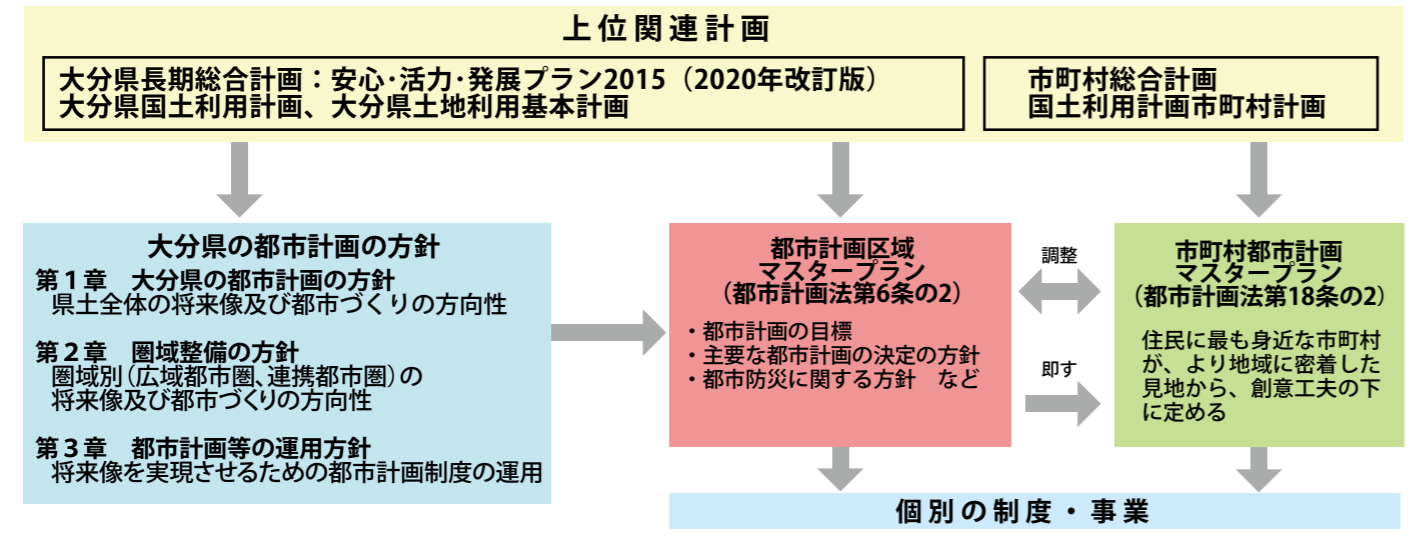 上位関連計画
大分県長期総合計画：安心・活力・発展プラン2015（2020年改訂版）
大分県国土利用計画、大分県土地利用基本計画
市町村総合計画
国土利用計画市町村計画
大分県の都市計画の方針
第１章　大分県の都市計画の方針
県土全体の将来像及び都市づくりの方向性
第２章　圏域整備の方針
圏域別（広域都市圏、連携都市圏）の
将来像及び都市づくりの方向性
第３章　都市計画等の運用方針
将来像を実現させるための都市計画制度の運用
都市計画区域
マスタープラン
（都市計画法第6条の2）
・都市計画の目標
・主要な都市計画の決定の方針
・都市防災に関する方針　など
調整
即す
市町村都市計画
マスタープラン
（都市計画法第18条の2）
住民に最も身近な市町村
が、より地域に密着した
見地から、創意工夫の下
に定める
個別の制度・事業